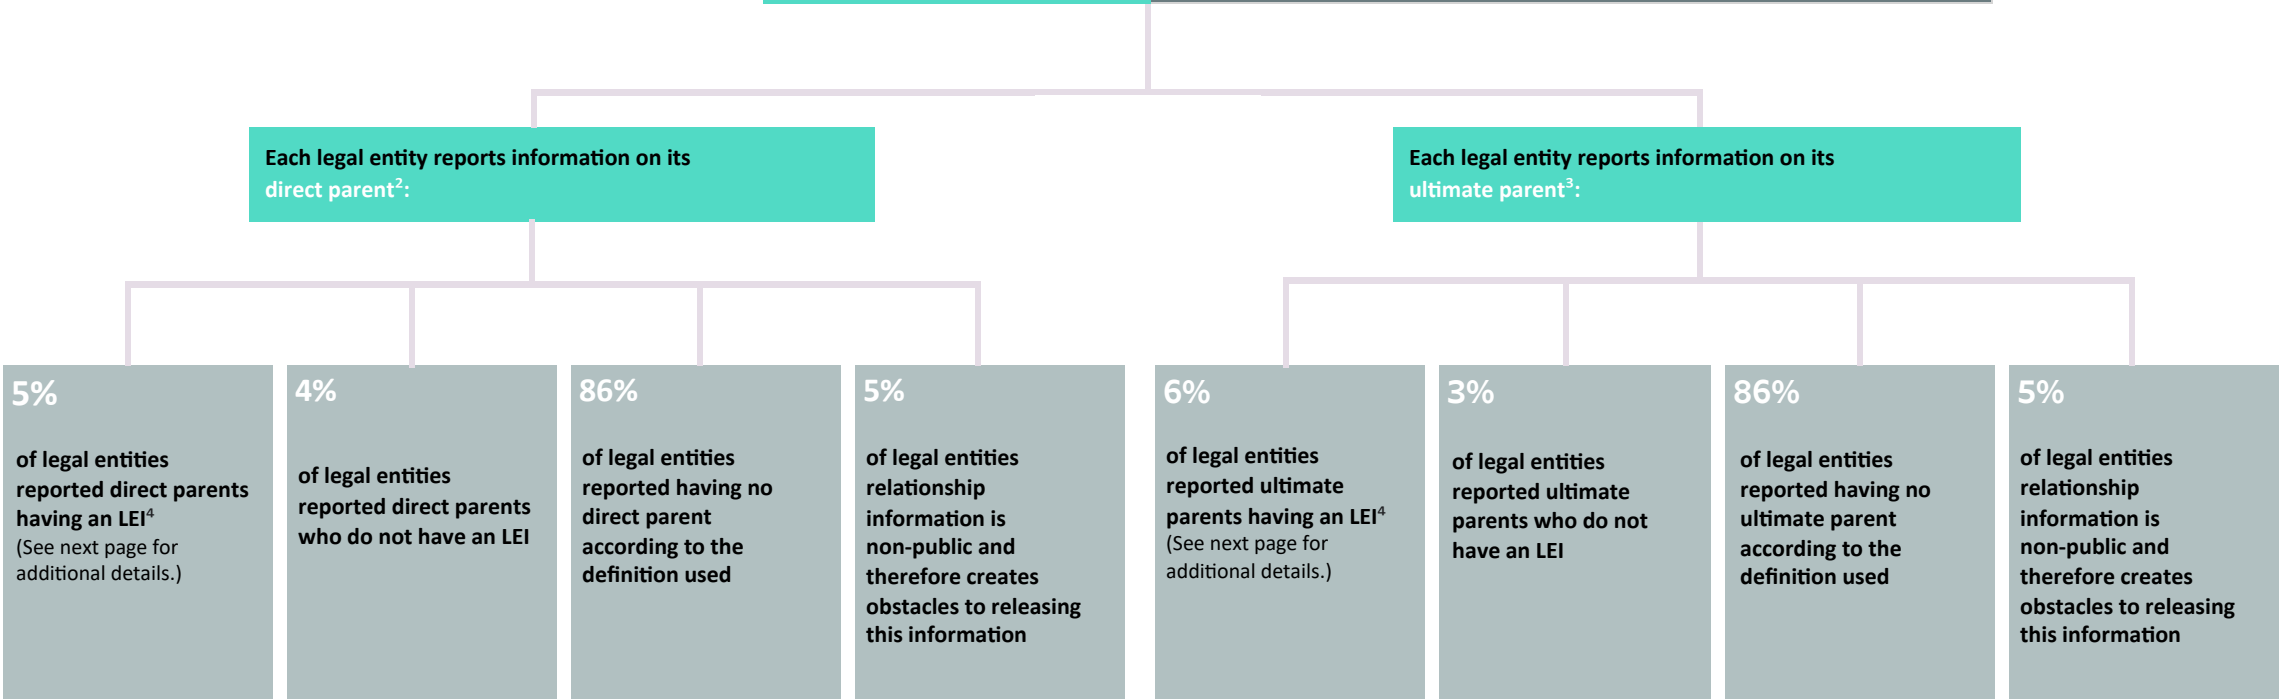 Each legal entity reports information on its
direct parent²:
Each legal entity reports information on its
ultimate parent³:
5%
of legal entities
reported direct parents
having an LEI⁴
(See next page for
additional details.)
4%
of legal entities
reported direct parents
who do not have an LEI
86%
of legal entities
reported having no
direct parent
according to the
definition used
5%
of legal entities
relationship
information is
non-public and
therefore creates
obstacles to releasing
this information
6%
of legal entities
reported ultimate
parents having an LEI⁴
(See next page for
additional details.)
3%
of legal entities
reported ultimate
parents who do not
have an LEI
86%
of legal entities
reported having no
ultimate parent
according to the
definition used
5%
of legal entities
relationship
information is
non-public and
therefore creates
obstacles to releasing
this information